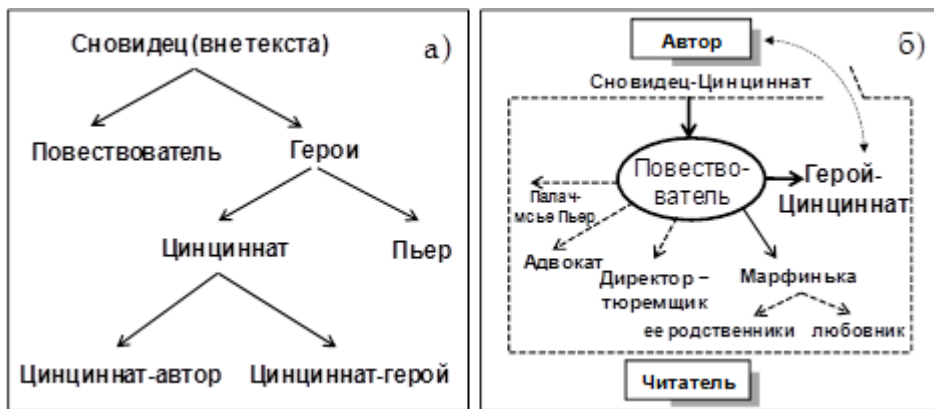 Сновидец (вне текста)
а)
Повествователь
Герои
Цинциннат
Пьер
Цинциннат-автор
Цинциннат-герой
Автор
б)
Сновидец-Цинциннат
Повество-
ватель
Герой-
Цинциннат
Палач-
мсье Пьер
Адвокат
Директор –
тюремщик
Марфинька
ее родственники
любовник
Читатель